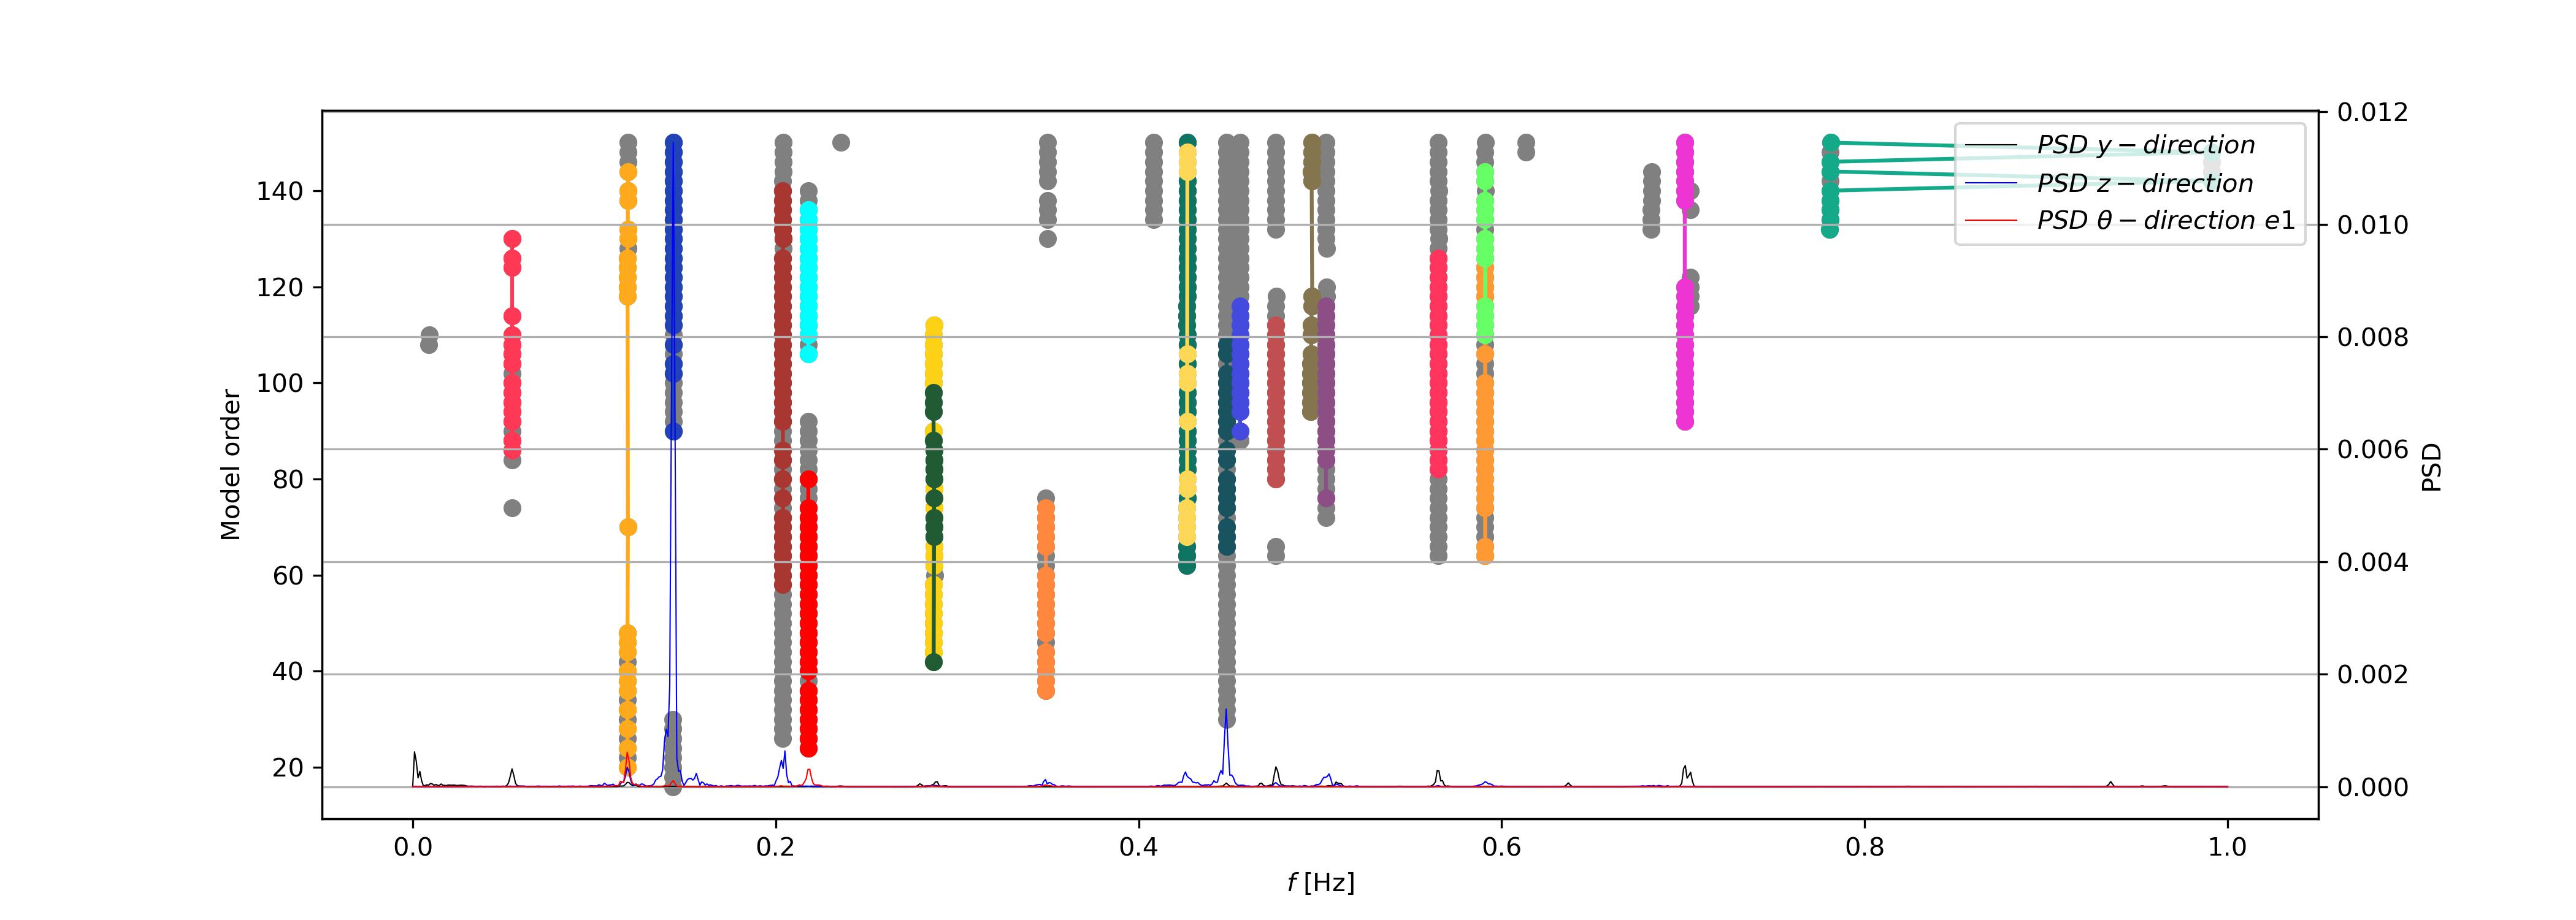 0.012
PSD y − direction
140
PSD z − direction
PSD θ − direction e1
0.010
120
0.008
100
Model order
0.006
PSD
80
60
0.004
40
0.002
20
0.000
0.0 0.2 0.4 0.6 0.8 1.0
f [Hz]